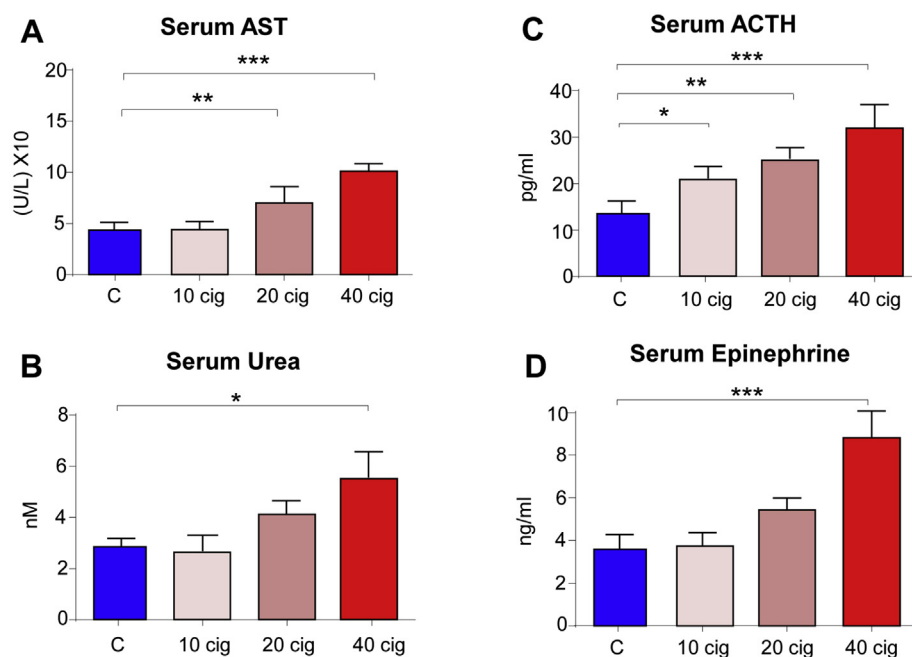 A
Serum AST
***
**
(U/L) X10
20
15
10
5
0
C 10 cig 20 cig 40 cig
C
Serum ACTH
***
**
*
pg/ml
40
30
20
10
0
C 10 cig 20 cig 40 cig
B
Serum Urea
*
nM
8
6
4
2
0
C 10 cig 20 cig 40 cig
D
Serum Epinephrine
***
ng/ml
10
8
6
4
2
0
C 10 cig 20 cig 40 cig